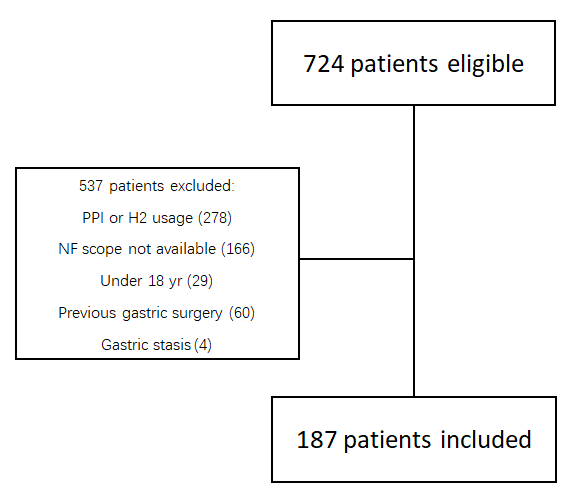 724 patients eligible
537 patients excluded:
PPI or H2 usage (278)
NF scope not available (166)
Under 18 yr (29)
Previous gastric surgery (60)
Gastric stasis (4)
187 patients included